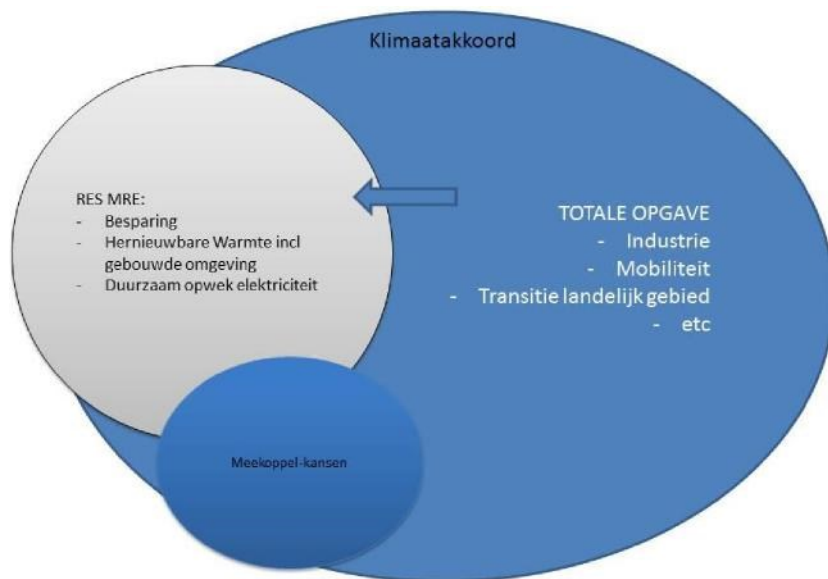 Klimaatakkoord
RES MRE:
- Besparing
- Hernieuwbare Warmte incl
gebouwde omgeving
- Duurzaam opwek elektriciteit
TOTALE OPGAVE
- Industrie
- Mobiliteit
- Transitie landelijk gebied
- etc
Meekoppel-kansen